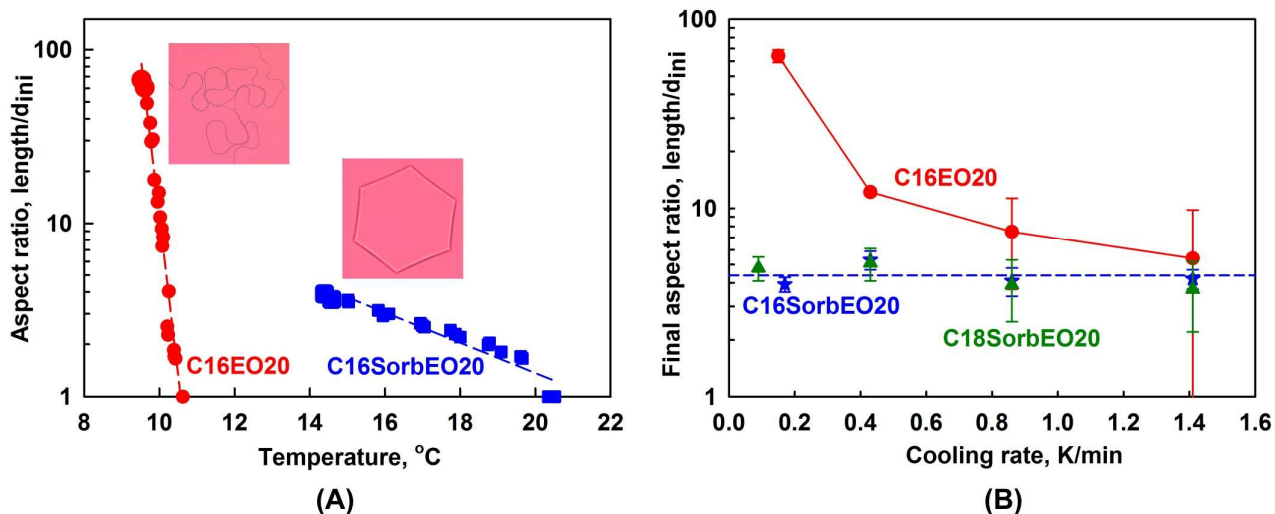 100
10
1
Aspect ratio, length/dini
C16EO20
C16SorbEO20
8 10 12 14 16 18 20 22
Temperature, oC
(A)
100
10
1
Final aspect ratio, length/dini
C16EO20
C16SorbEO20
C18SorbEO20
0.0 0.2 0.4 0.6 0.8 1.0 1.2 1.4 1.6
Cooling rate, K/min
(B)